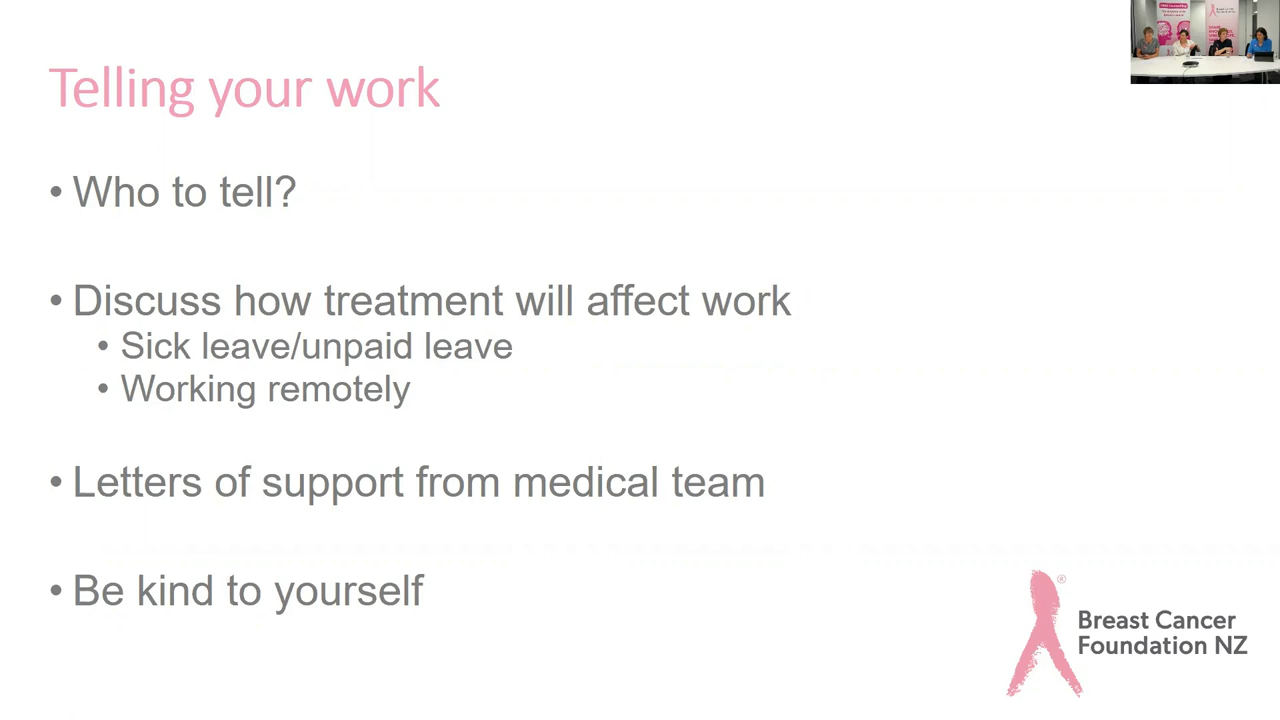 Telling your work
• Who to tell?
• Discuss how treatment will affect work
• Sick leave/unpaid leave
• Working remotely
• Letters of support from medical team
• Be kind to yourself
®
Breast Cancer
Foundation NZ